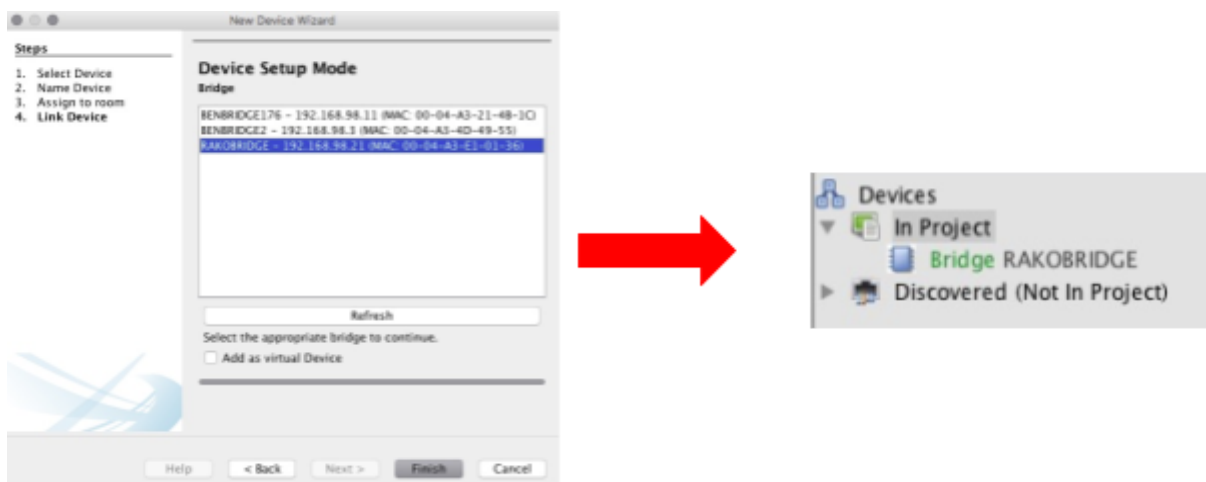 New Device Wizard
Steps
1. Select Device
2. Name Device
3. Assign to room
4. Link Device
Device Setup Mode
Bridge
BENBRIDGE176 - 192.168.98.11 (MAC: 00-04-A3-21-4B-1C)
BENBRIDGE2 - 192.168.98.3 (MAC: 00-04-A3-4D-49-55)
RAKOBRIDGE - 192.168.98.21 (MAC: 00-04-A3-E1-01-36)
Refresh
Select the appropriate bridge to continue.
Add as virtual Device
Help
< Back
Next >
Finish
Cancel
Devices
In Project
Bridge RAKOBRIDGE
Discovered (Not In Project)